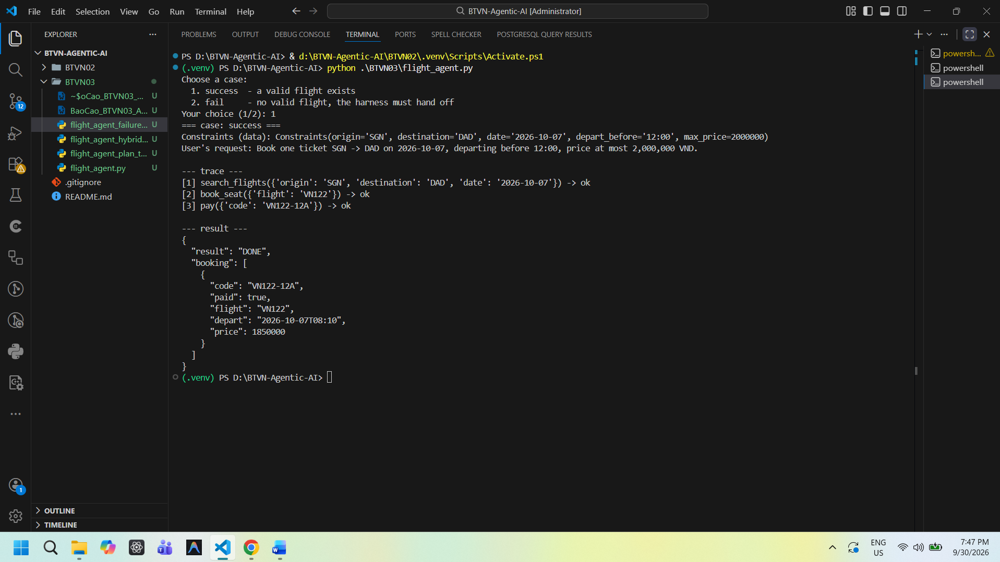 File Edit Selection View Go Run Terminal Help
BTVN-Agentic-AI [Administrator]
EXPLORER
BTVN-AGENTIC-AI
BTVN02
BTVN03
~$oCao_BTVN03_... U
BaoCao_BTVN03_A... U
flight_agent_failure... U
flight_agent_hybrid... U
flight_agent_plan_t... U
flight_agent.py U
.gitignore
README.md
OUTLINE
TIMELINE
12
1
PROBLEMS OUTPUT DEBUG CONSOLE TERMINAL PORTS SPELL CHECKER POSTGRESQL QUERY RESULTS
PS D:\BTVN-Agentic-AI> & d:\BTVN-Agentic-AI\BTVN02\.venv\Scripts\Activate.ps1
(.venv) PS D:\BTVN-Agentic-AI> python .\BTVN03\flight_agent.py
Choose a case:
  1. success  - a valid flight exists
  2. fail     - no valid flight, the harness must hand off
Your choice (1/2): 1
=== case: success ===
Constraints (data): Constraints(origin='SGN', destination='DAD', date='2026-10-07', depart_before='12:00', max_price=2000000)
User's request: Book one ticket SGN -> DAD on 2026-10-07, departing before 12:00, price at most 2,000,000 VND.
--- trace ---
[1] search_flights({'origin': 'SGN', 'destination': 'DAD', 'date': '2026-10-07'}) -> ok
[2] book_seat({'flight': 'VN122'}) -> ok
[3] pay({'code': 'VN122-12A'}) -> ok
--- result ---
{
  "result": "DONE",
  "booking": [
    {
      "code": "VN122-12A",
      "paid": true,
      "flight": "VN122",
      "depart": "2026-10-07T08:10",
      "price": 1850000
    }
  ]
}
(.venv) PS D:\BTVN-Agentic-AI>
powersh...
powershell
powershell
ENG
US
7:47 PM
9/30/2026